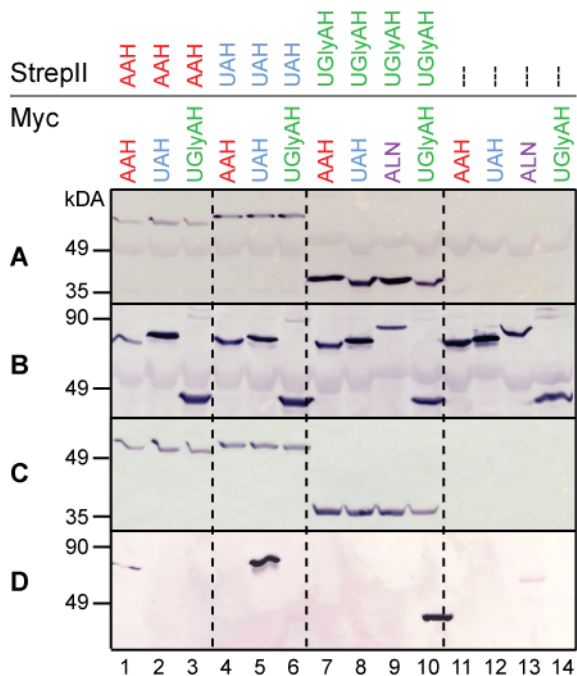 StrepII AAH AAH AAH UAH UAH UAH UGlyAH UGlyAH UGlyAH UGlyAH ---- ---- ---- ----
Myc AAH UAH UGlyAH AAH UAH UGlyAH AAH UAH ALN UGlyAH AAH UAH ALN UGlyAH
kDA
A 49 35
B 90 49
C 49 35
D 90 49
1 2 3 4 5 6 7 8 9 10 11 12 13 14